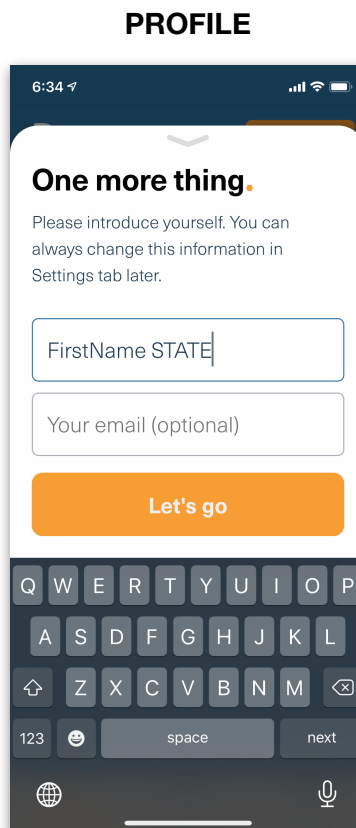 PROFILE
6:34
One more thing.
Please introduce yourself. You can
always change this information in
Settings tab later.
FirstName STATE
Your email (optional)
Let's go
Q W E R T Y U I O P
A S D F G H J K L
Z X C V B N M
123 space next